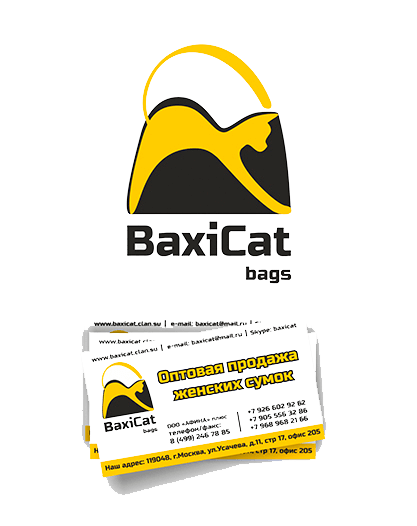 BaxiCat
bags
www.baxicat.clan.su | e-mail: baxicat@mail.ru |
www.baxicat.clan.su | e-mail: baxicat@mail.ru | Skype: baxicat
Оптовая продажа
женских сумок
BaxiCat
bags
ООО «АФИНА» плюс
телефон/факс:
8 (499) 246 78 85
+7 926 602 92 62
+7 905 556 32 86
+7 968 968 21 66
Наш адрес: 119048, г.Москва, ул.Усачева, д.11, стр 17, офис 205
стр 17, офис 205